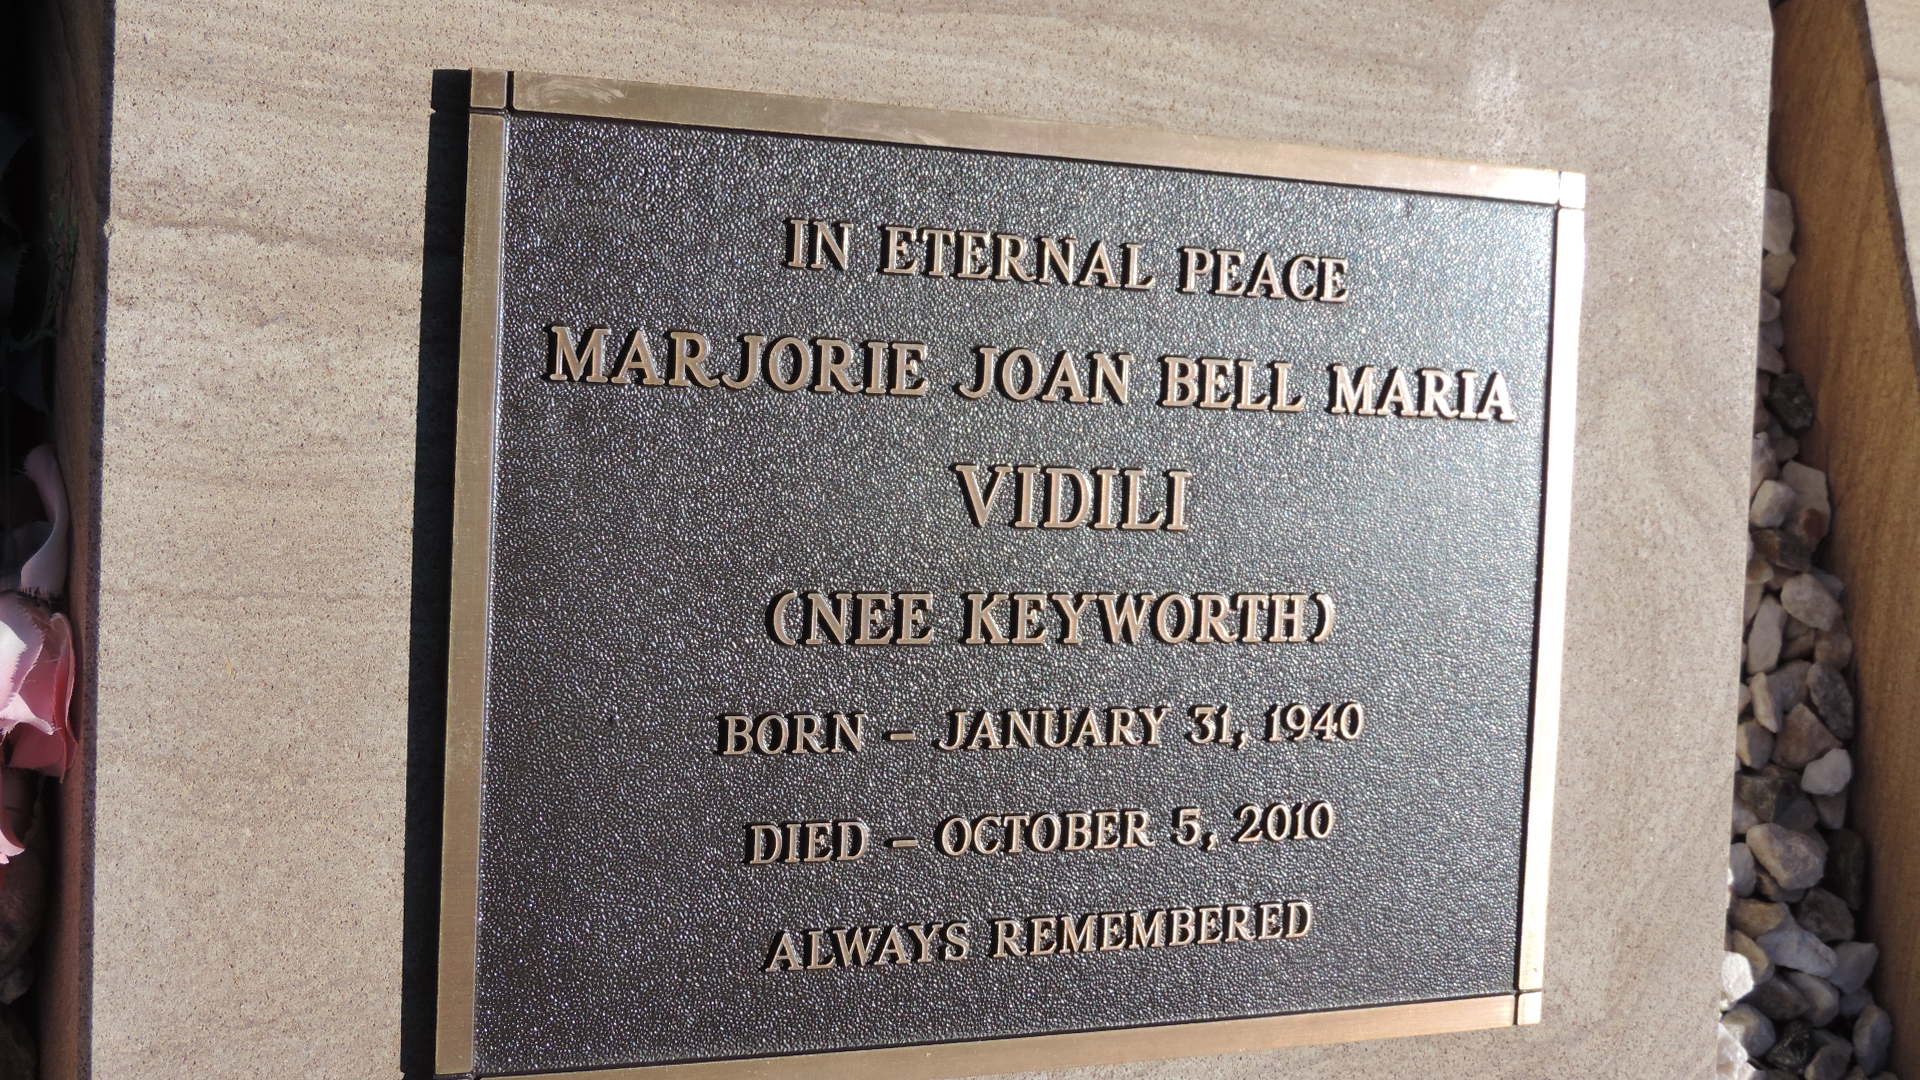 IN ETERNAL PEACE
MARJORIE JOAN BELL MARIA
VIDILI
(NEE KEYWORTH)
BORN – JANUARY 31, 1940
DIED – OCTOBER 5, 2010
ALWAYS REMEMBERED